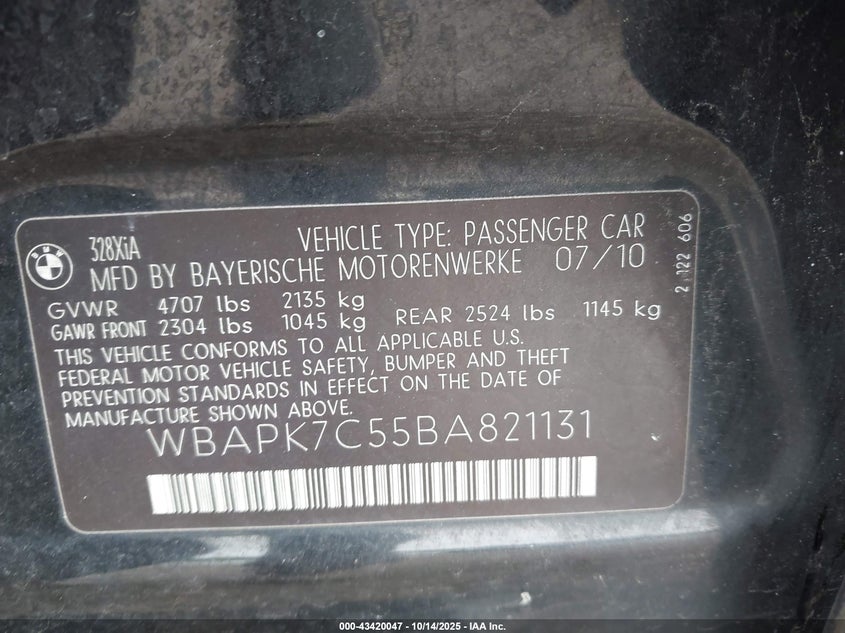 BMW
328XiA
VEHICLE TYPE: PASSENGER CAR
MFD BY BAYERISCHE MOTORENWERKE 07/10
GVWR 4707 lbs 2135 kg
GAWR FRONT 2304 lbs 1045 kg REAR 2524 lbs 1145 kg
THIS VEHICLE CONFORMS TO ALL APPLICABLE U.S.
FEDERAL MOTOR VEHICLE SAFETY, BUMPER AND THEFT
PREVENTION STANDARDS IN EFFECT ON THE DATE OF
MANUFACTURE SHOWN ABOVE.
WBAPK7C55BA821131
2 122 606
000-43420047 - 10/14/2025 - IAA Inc.